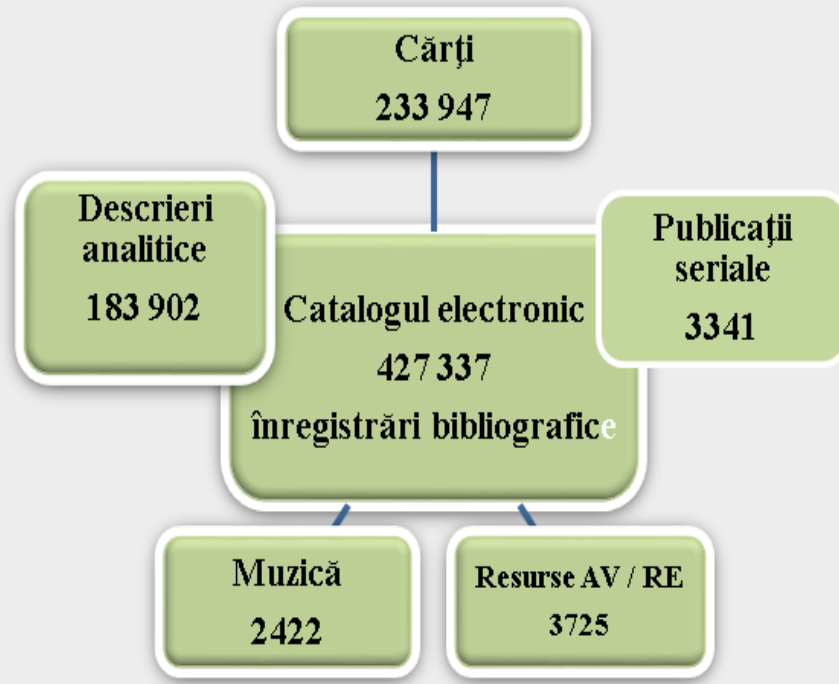 Cărţi
233 947
Descrieri
analitice
183 902
Publicaţii
seriale
3341
Catalogul electronic
427 337
înregistrări bibliografice
Muzică
2422
Resurse AV / RE
3725